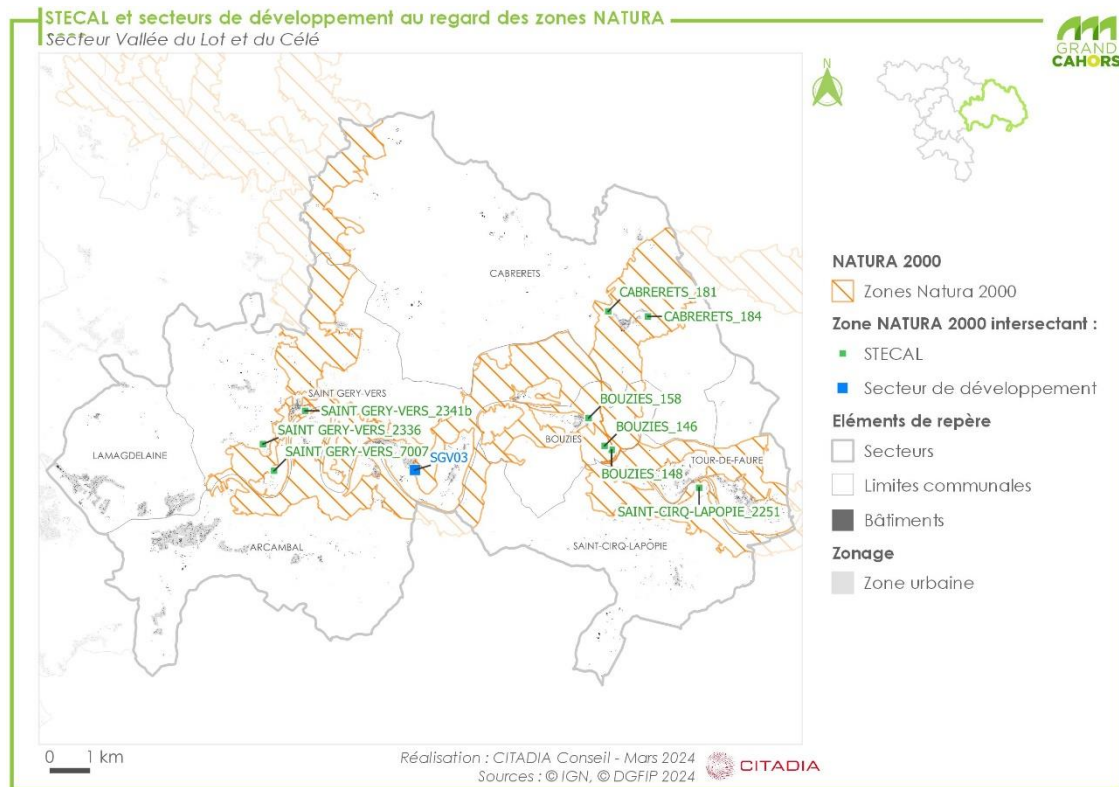 STECAL et secteurs de développement au regard des zones NATURA
Secteur Vallée du Lot et du Célé
GRAND
CAHORS
N
CABRERETS
CABRERETS_181
CABRERETS_184
SAINT GERY-VERS
SAINT GERY-VERS_2341b
BOUZIES_158
SAINT GERY-VERS_2336
BOUZIES
BOUZIES_146
LAMAGDELAINE
SAINT GERY-VERS_7007
SGV03
TOUR-DE-FAURE
BOUZIES_148
SAINT-CIRQ-LAPOPIE_2251
ARCAMBAL
SAINT-CIRQ-LAPOPIE
NATURA 2000
Zones Natura 2000
Zone NATURA 2000 intersectant :
STECAL
Secteur de développement
Eléments de repère
Secteurs
Limites communales
Bâtiments
Zonage
Zone urbaine
0 1 km
Réalisation : CITADIA Conseil - Mars 2024
Sources : © IGN, © DGFIP 2024
CITADIA